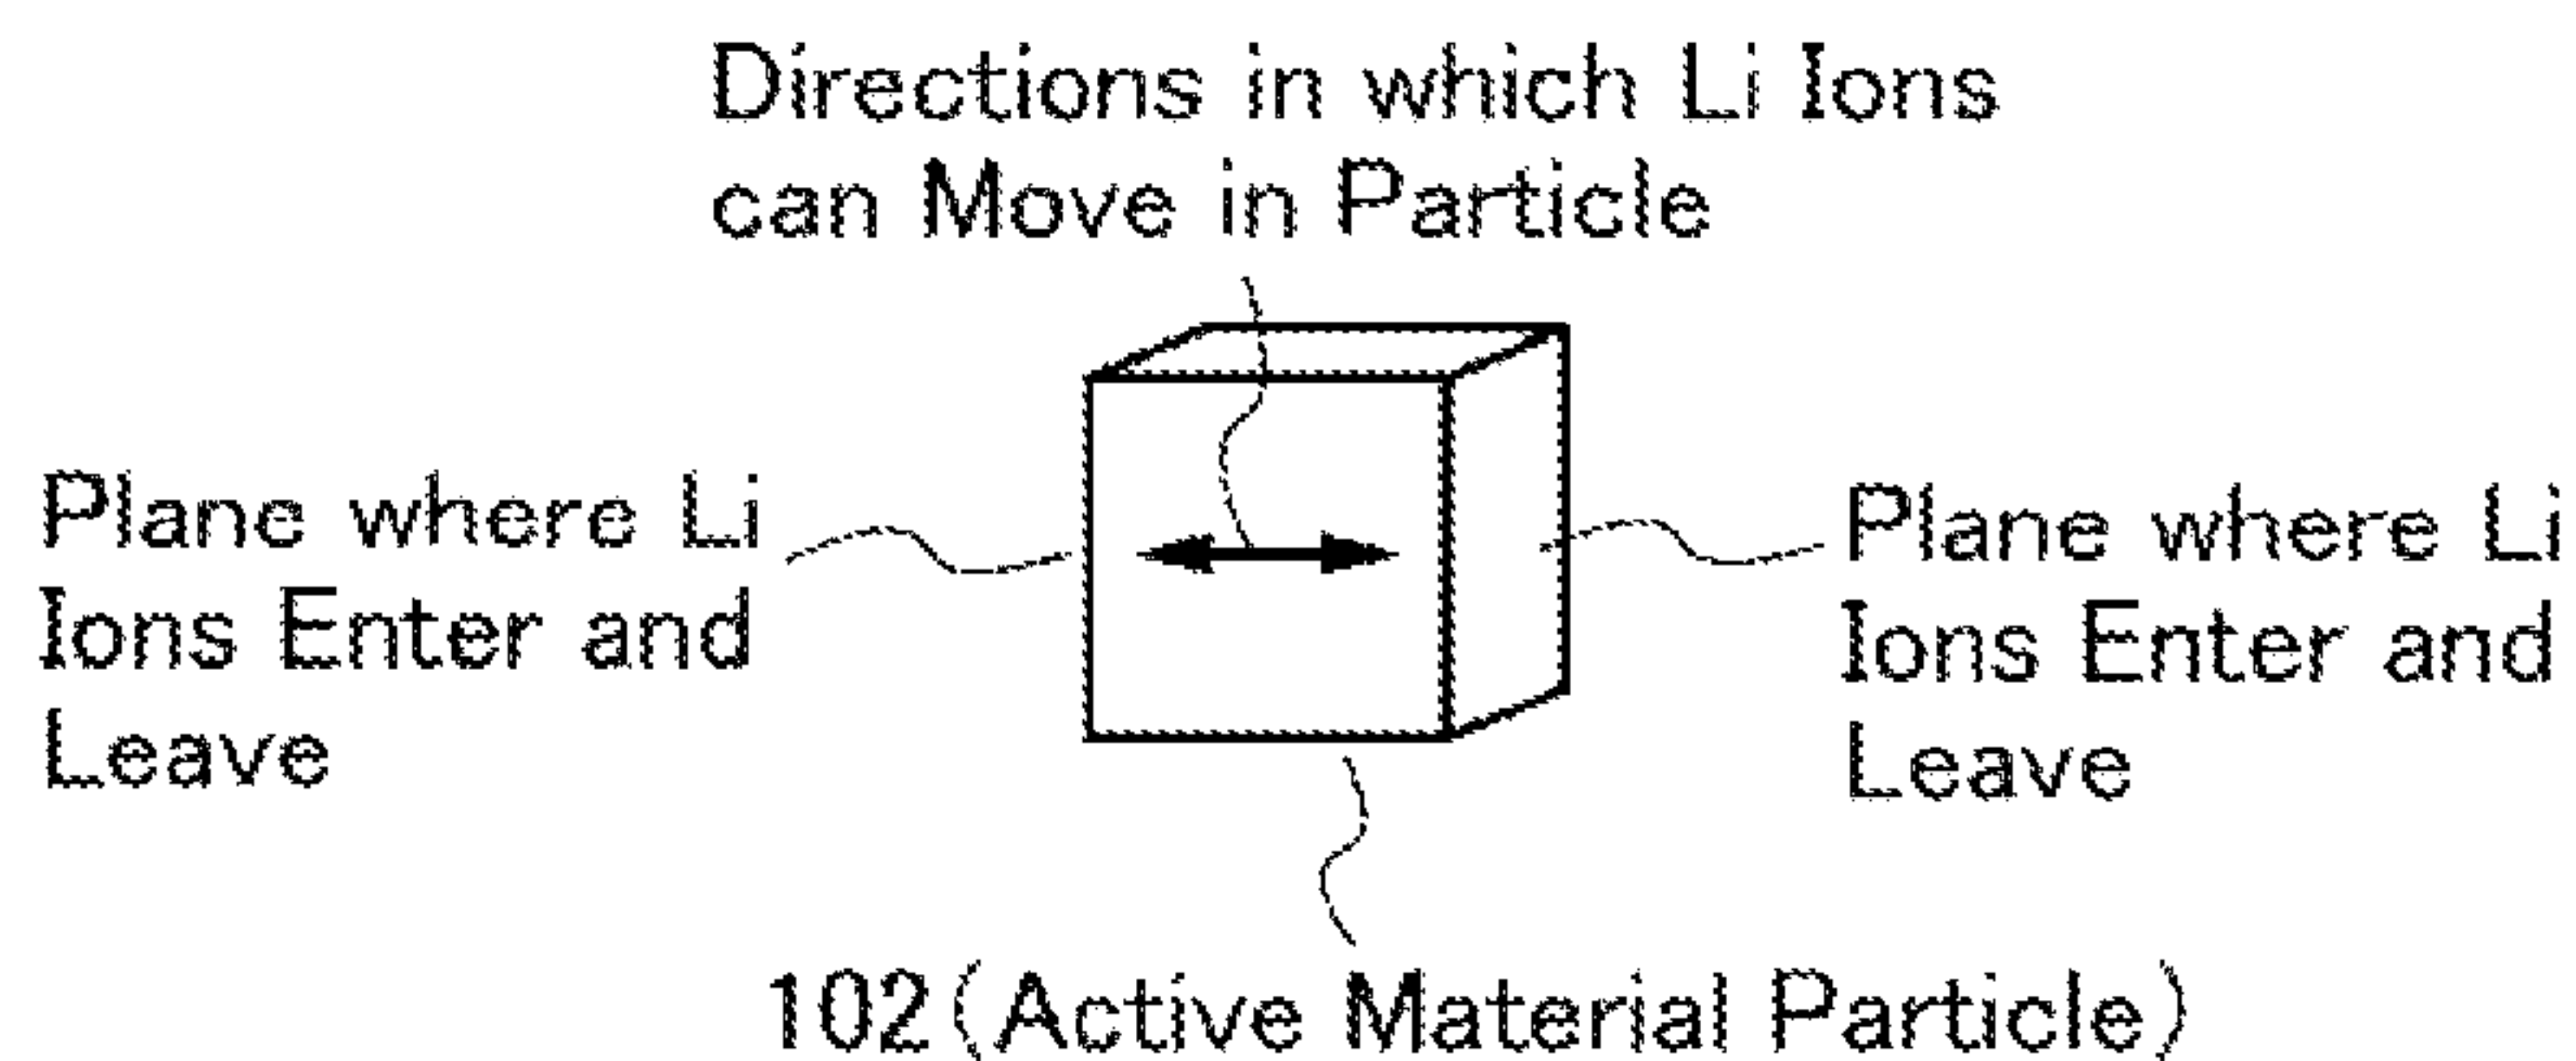 Directions in which Li Ions
can Move in Particle
Plane where Li
Ions Enter and
Leave
Plane where Li
Ions Enter and
Leave
102(Active Material Particle)